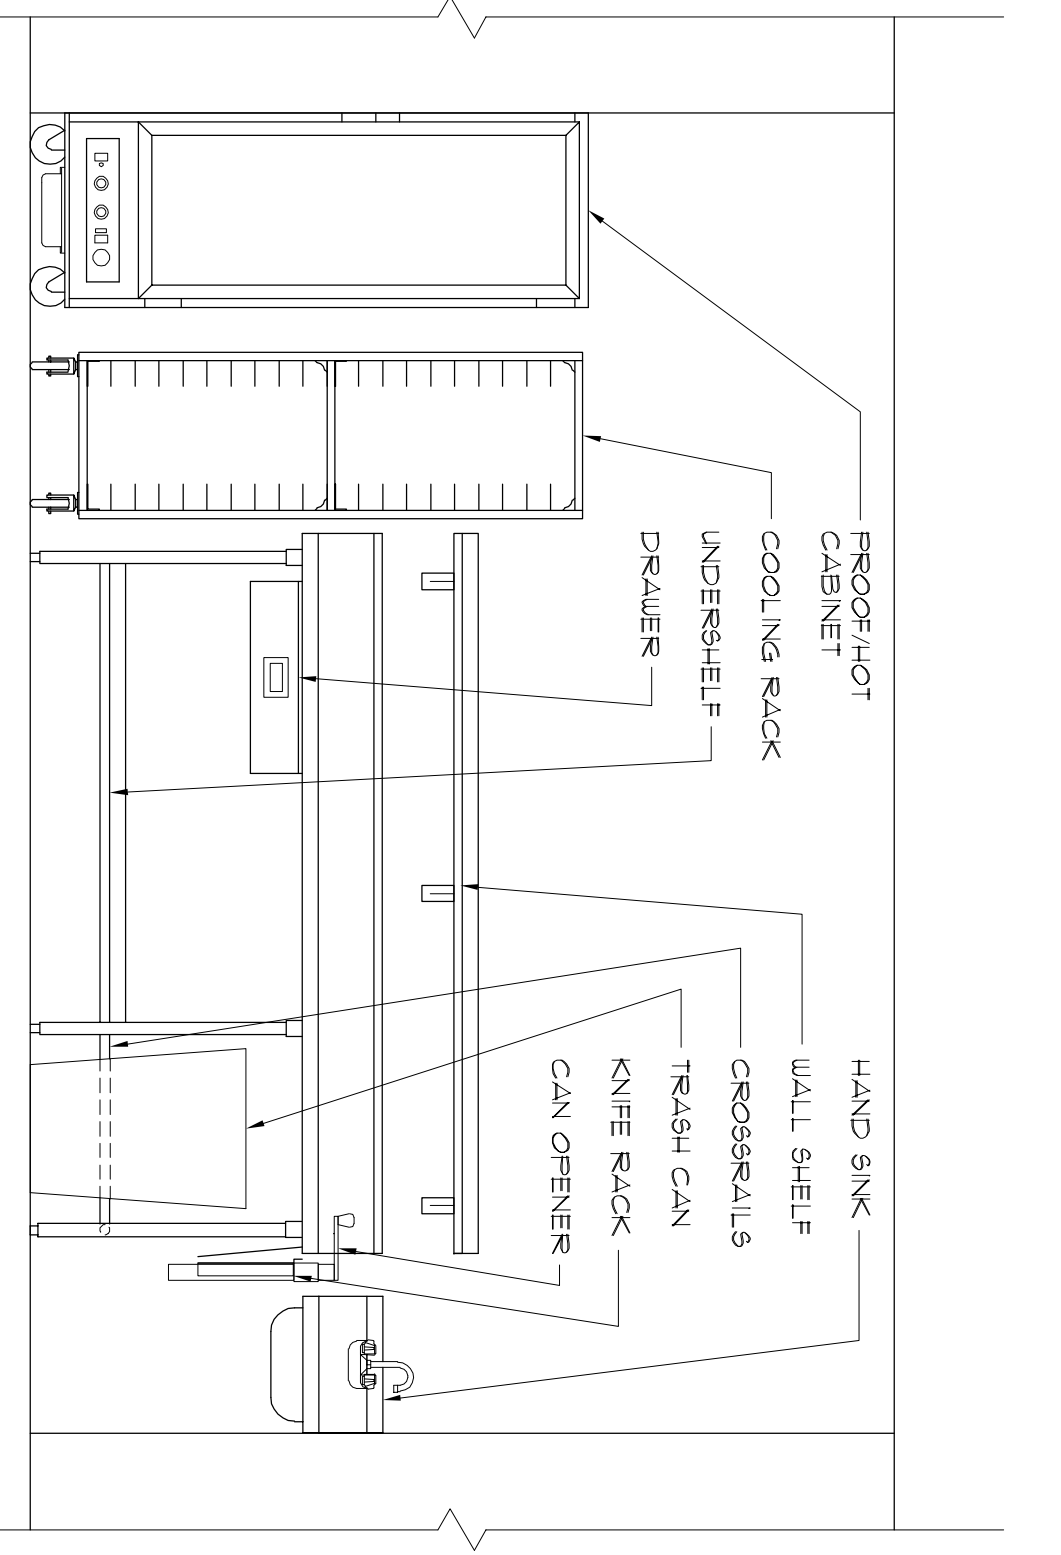 PROOF/HOT
CABINET
COOLING RACK
UNDERSHELF
DRAWER
HAND SINK
WALL SHELF
CROSSRAILS
TRASH CAN
KNIFE RACK
CAN OPENER